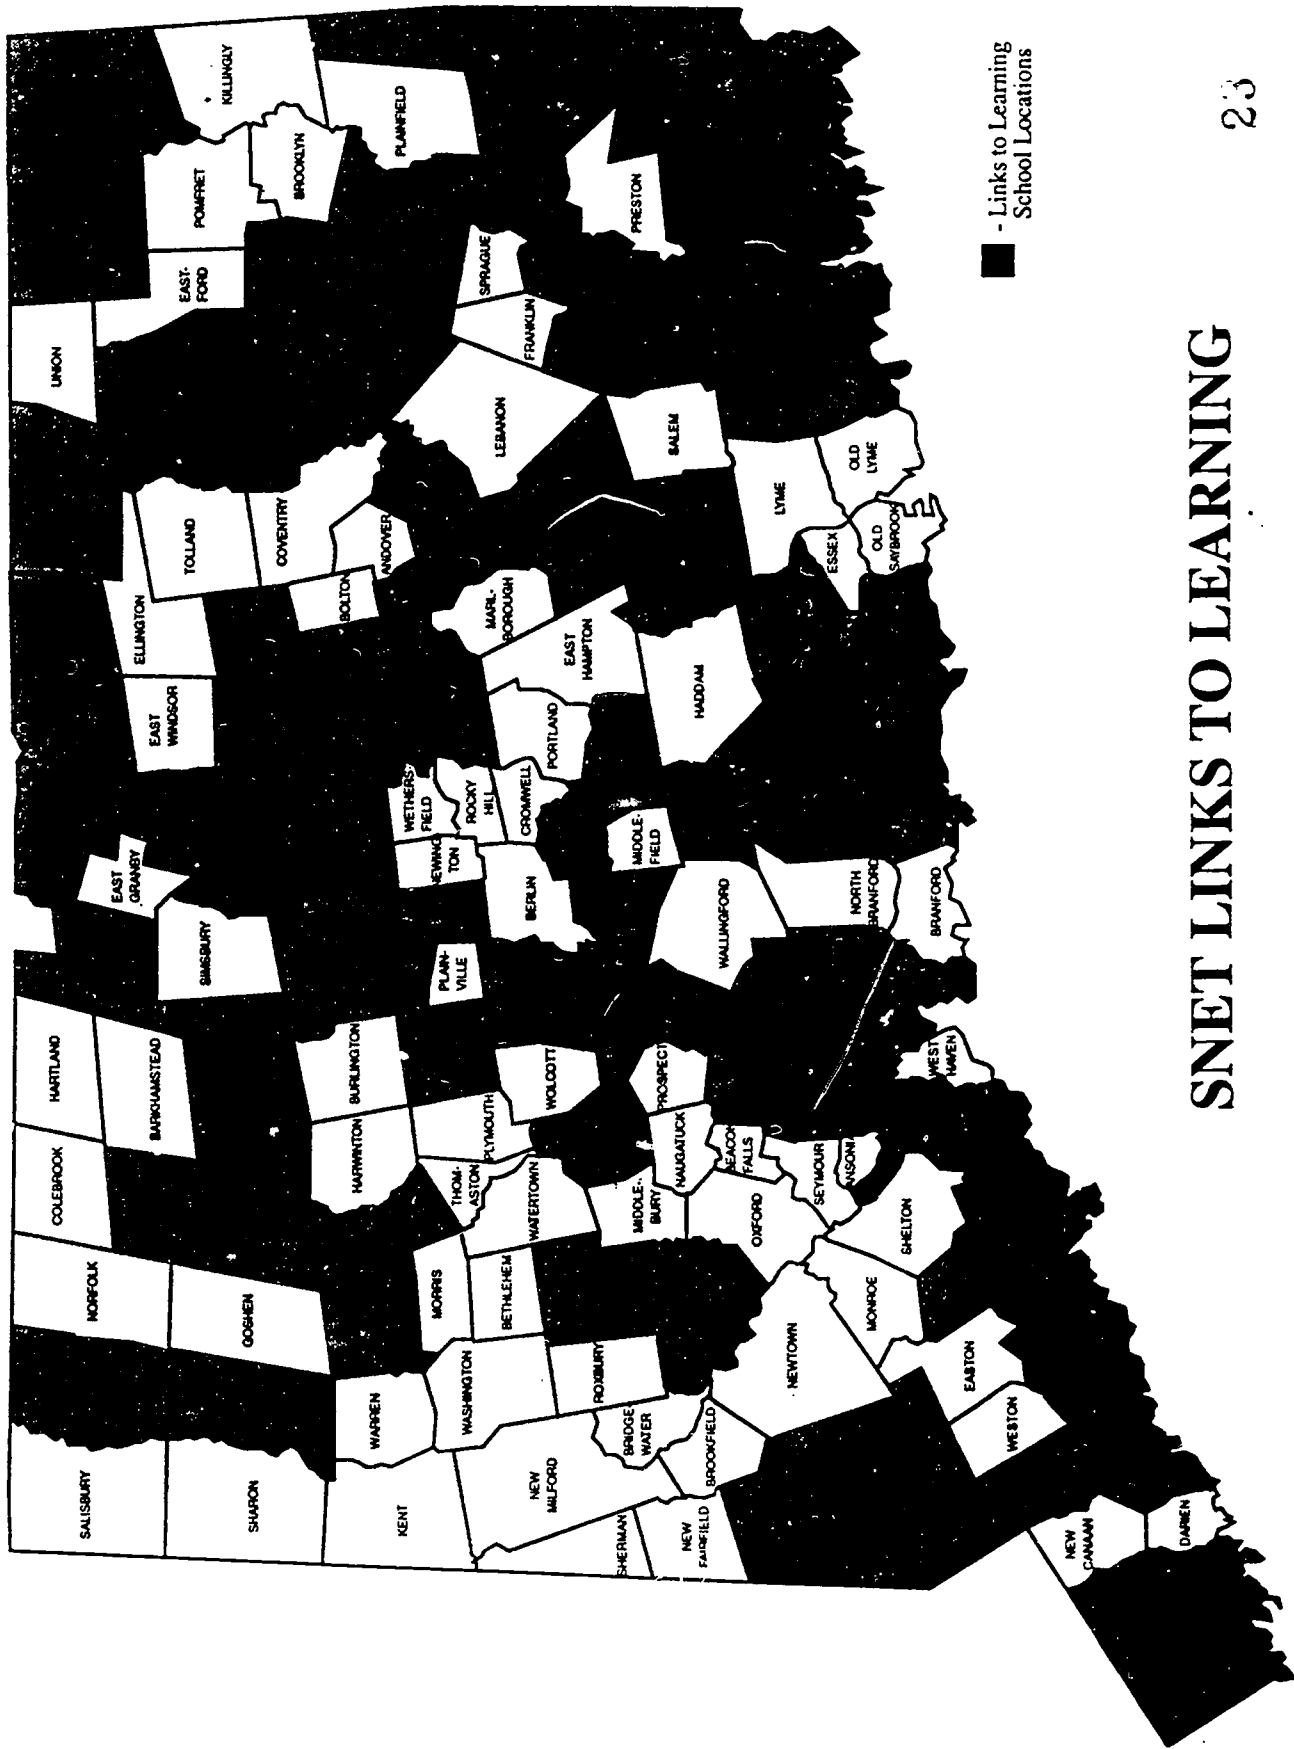 SALISBURY
NORFOLK
COLEBROOK
HARTLAND
UNION
SHARON
GOSHEN
BARKHAMSTEAD
SIMSBURY
EAST
GRANBY
EAST
WINDSOR
ELLINGTON
TOLLAND
EAST-
FORD
POMFRET
KILLINGLY
KENT
WARREN
HARWINTON
BURLINGTON
BOLTON
COVENTRY
ANDOVER
BROOKLYN
PLAINFIELD
MORRIS
THOM-
ASTON
PLYMOUTH
PLAIN-
VILLE
NEWING
TON
WETHERS-
FIELD
ROCKY
HILL
CROMWELL
BERLIN
NEW
MILFORD
WASHINGTON
BETHLEHEM
WATERTOWN
WOLCOTT
PORTLAND
EAST
HAMPTON
MARL-
BOROUGH
LEBANON
FRANKLIN
SPRAGUE
SHERMAN
BRIDGE-
WATER
ROXBURY
MIDDLE-
BURY
NAUGATUCK
PROSPECT
MIDDLE-
FIELD
HADDAM
SALEM
PRESTON
NEW
FAIRFIELD
BROOKFIELD
NEWTOWN
OXFORD
BEACON
FALLS
SEYMOUR
ANSONIA
WALLINGFORD
LYME
ESSEX
OLD
SAYBROOK
OLD
LYME
MONROE
SHELTON
WEST
HAVEN
NORTH
BRANFORD
BRANFORD
EASTON
WESTON
NEW
CANAAN
DARIEN
- Links to Learning
School Locations
SNET LINKS TO LEARNING
23